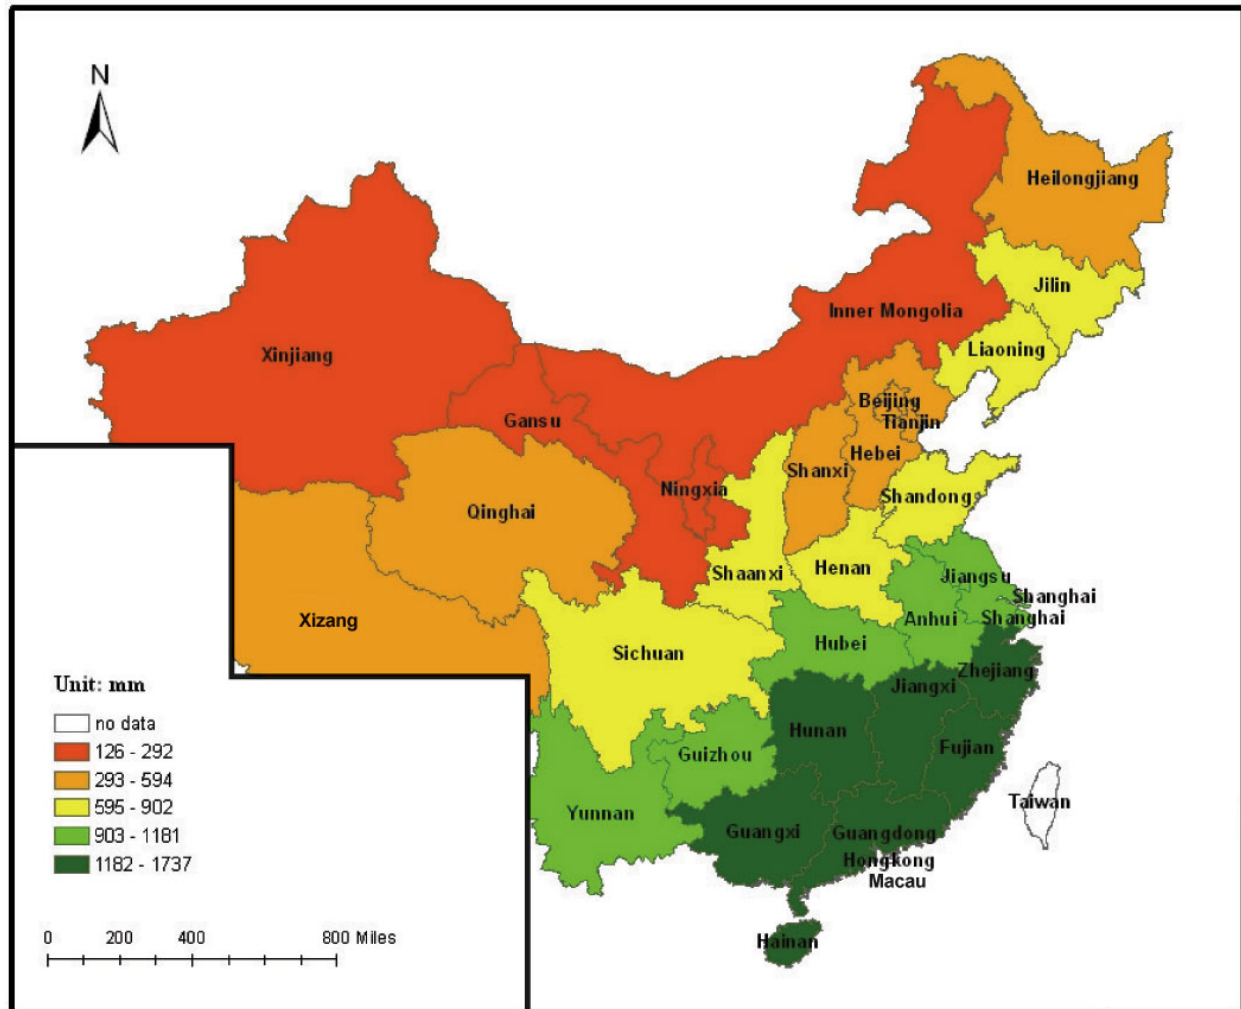 N
Heilongjiang
Jilin
Inner Mongolia
Liaoning
Xinjiang
Beijing
Tianjin
Gansu
Hebei
Shanxi
Ningxia
Shandong
Qinghai
Shaanxi
Henan
Jiangsu
Shanghai
Shanghai
Anhui
Xizang
Hubei
Sichuan
Zhejiang
Jiangxi
Hunan
Fujian
Guizhou
Taiwan
Yunnan
Guangxi
Guangdong
Hongkong
Macau
Hainan
Unit: mm
no data
126 - 292
293 - 594
595 - 902
903 - 1181
1182 - 1737
0 200 400 800 Miles